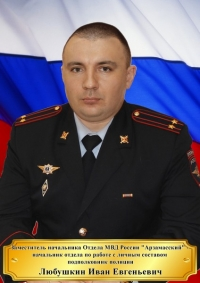 Заместитель начальника Отдела МВД России "Арзамасский"
начальник отдела по работе с личным составом
подполковник полиции
Любушкин Иван Евгеньевич